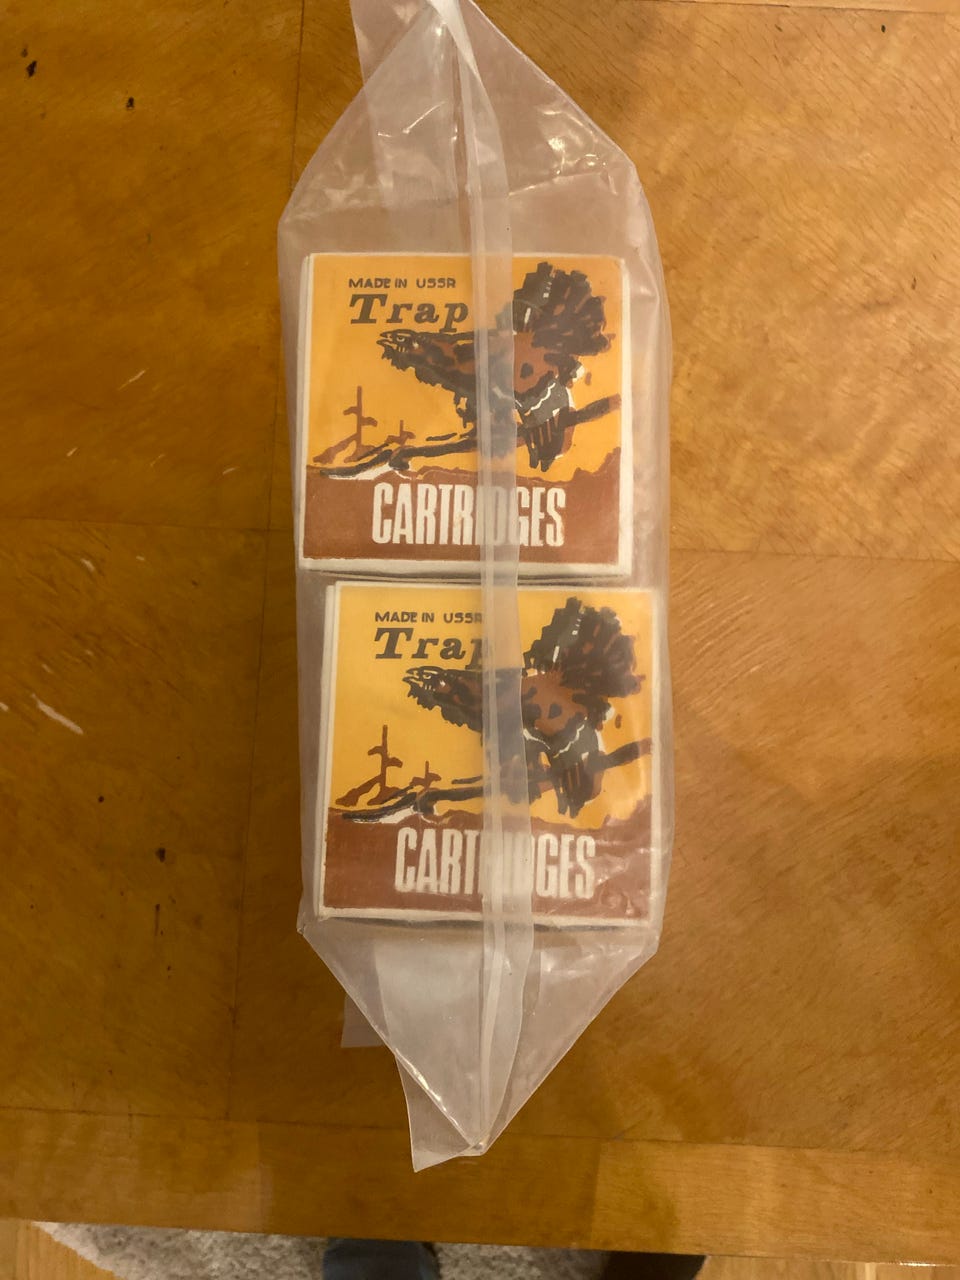 MADE IN USSR
Trap
CARTRIDGES
MADE IN USSR
Trap
CARTRIDGES